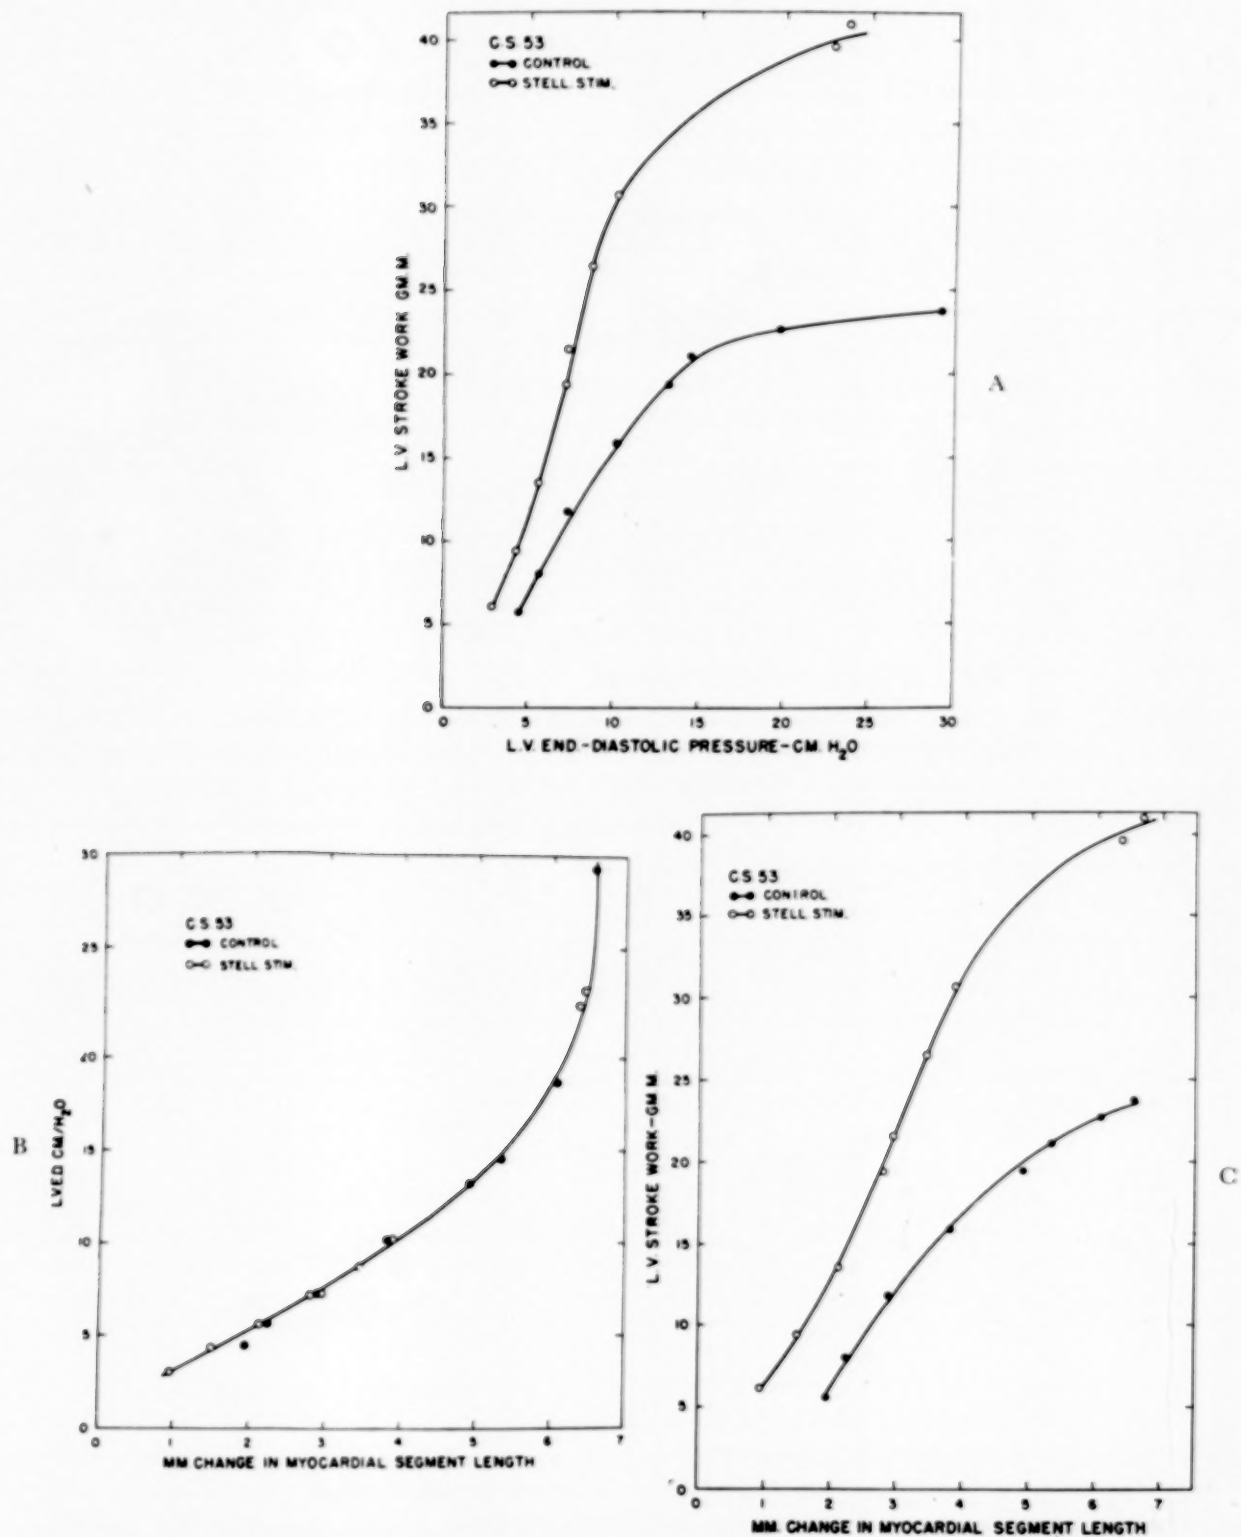 C.S. 53
CONTROL
STELL. STIM.
40
35
30
25
20
15
10
5
0
L.V. STROKE WORK GM.M.
0 5 10 15 20 25 30
L.V. END.-DIASTOLIC PRESSURE-CM. H2O
A
B
C.S. 53
CONTROL
STELL. STIM.
30
25
20
15
10
5
0
LVED CM/H2O
0 1 2 3 4 5 6 7
MM. CHANGE IN MYOCARDIAL SEGMENT LENGTH
C.S. 53
CONTROL
STELL. STIM.
40
35
30
25
20
15
10
5
0
L.V. STROKE WORK-GM.M.
0 1 2 3 4 5 6 7
MM. CHANGE IN MYOCARDIAL SEGMENT LENGTH
C